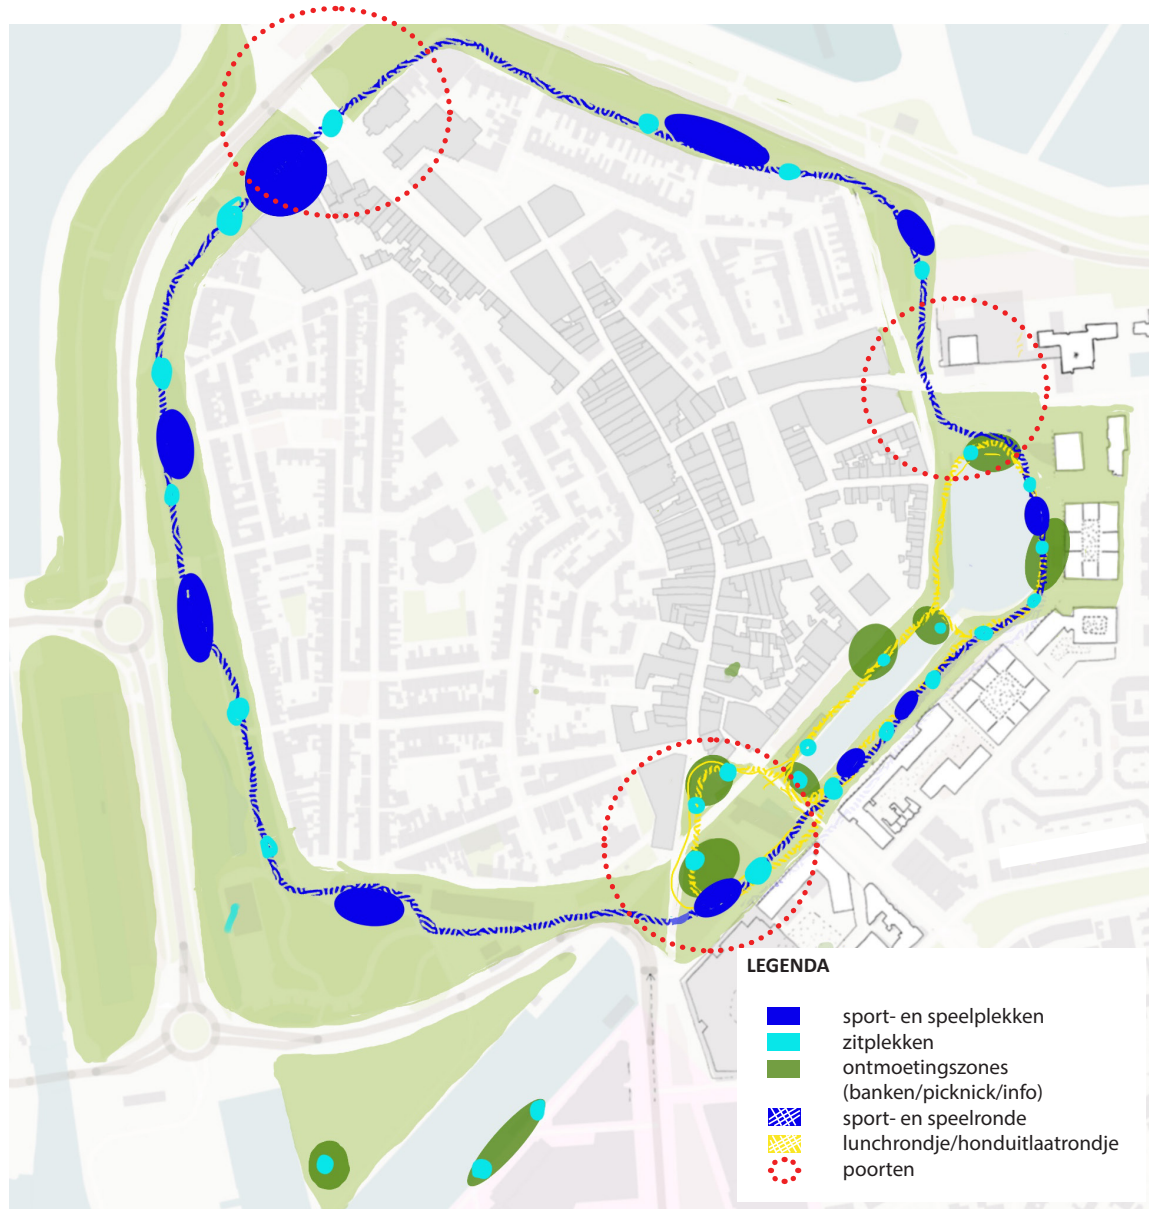 LEGENDA
sport- en speelplekken
zitplekken
ontmoetingszones
(banken/picknick/info)
sport- en speelronde
lunchrondje/honduitlaatrondje
poorten